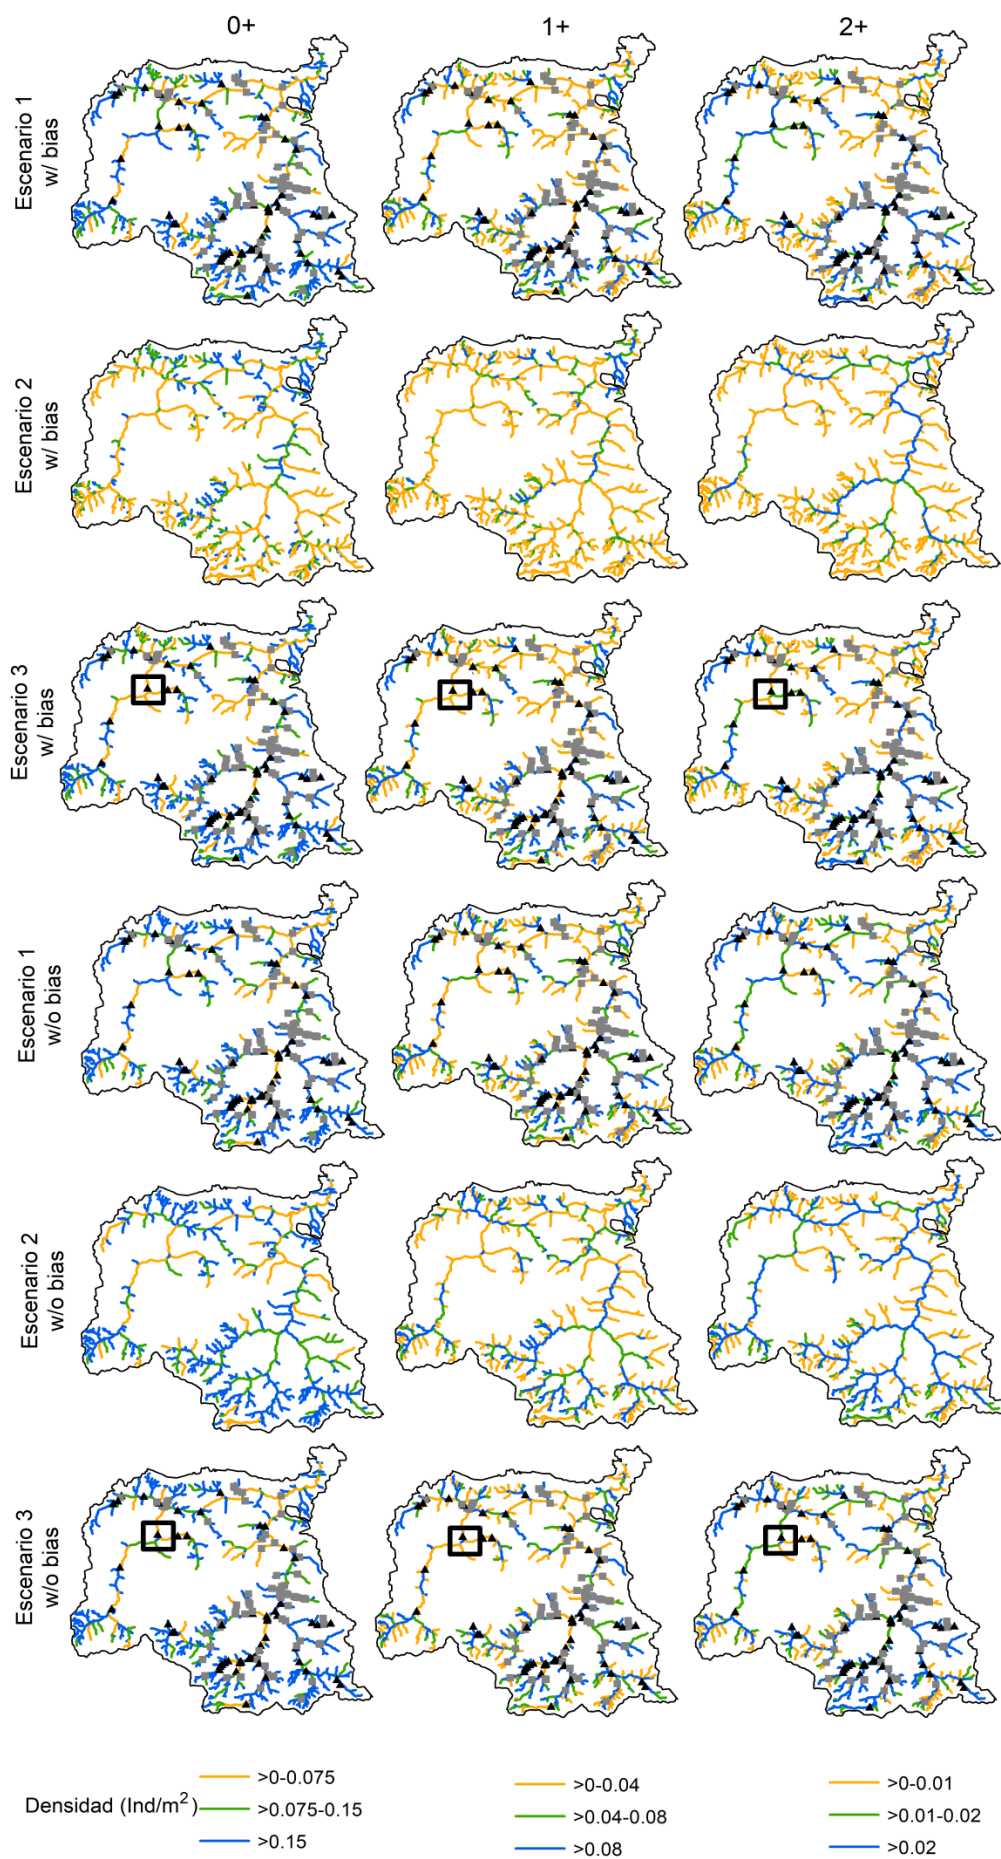 0+ 1+ 2+
Escenario 1
w/ bias
Escenario 2
w/ bias
Escenario 3
w/ bias
Escenario 1
w/o bias
Escenario 2
w/o bias
Escenario 3
w/o bias
Densidad (Ind/m²)
>0-0.075
>0.075-0.15
>0.15
>0-0.04
>0.04-0.08
>0.08
>0-0.01
>0.01-0.02
>0.02